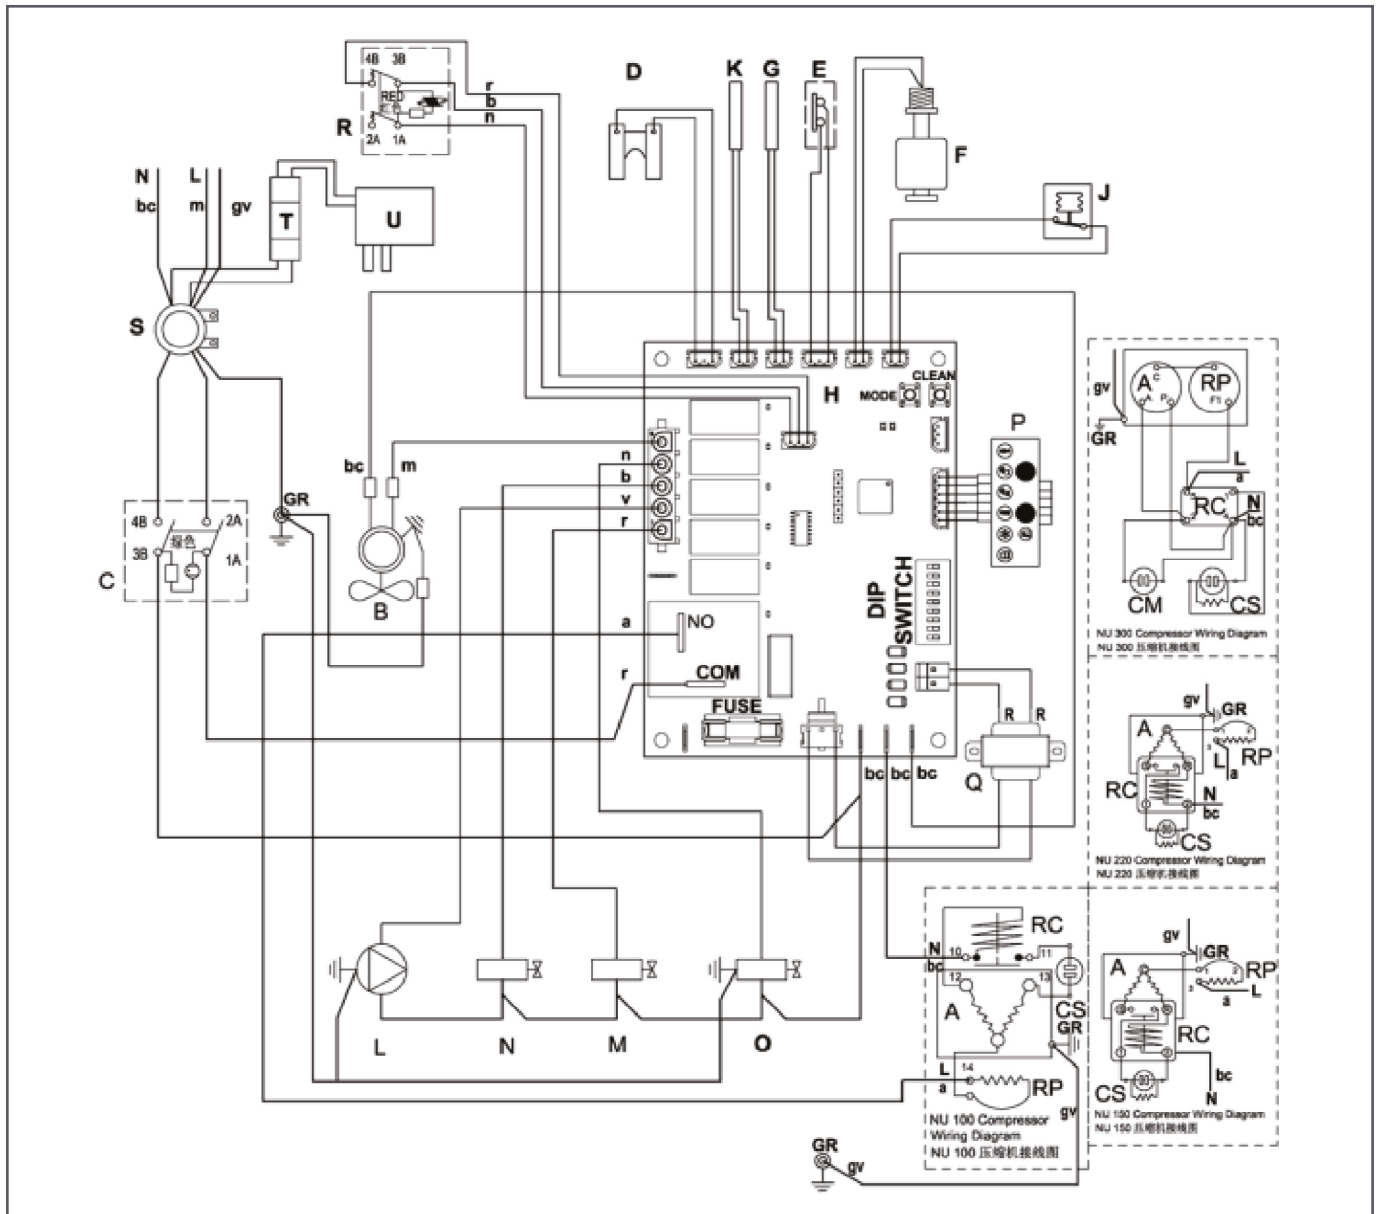 4B 3B
RED
2A 1A
R
r
b
n
D
K
G
E
F
J
N
bc
L
m
gv
T
U
S
H
MODE
CLEAN
P
bc
m
n
b
v
r
GR
4B
2A
绿色
3B
1A
C
B
a
NO
r
COM
FUSE
DIP
SWITCH
bc
bc
bc
R
R
Q
gv
GR
A
C
A
P
RP
F1
L
a
RC
N
bc
CM
CS
NU 300 Compressor Wiring Diagram
NU 300 压缩机接线图
gv
GR
A
3
L
a
RP
RC
N
bc
CS
NU 220 Compressor Wiring Diagram
NU 220 压缩机接线图
gv
GR
A
3
a
L
RP
RC
bc
N
CS
NU 150 Compressor Wiring Diagram
NU 150 压缩机接线图
RC
N
bc
10
11
12
13
A
CS
GR
L
a
14
RP
gv
NU 100 Compressor
Wiring Diagram
NU 100 压缩机接线图
L
N
M
O
GR
gv